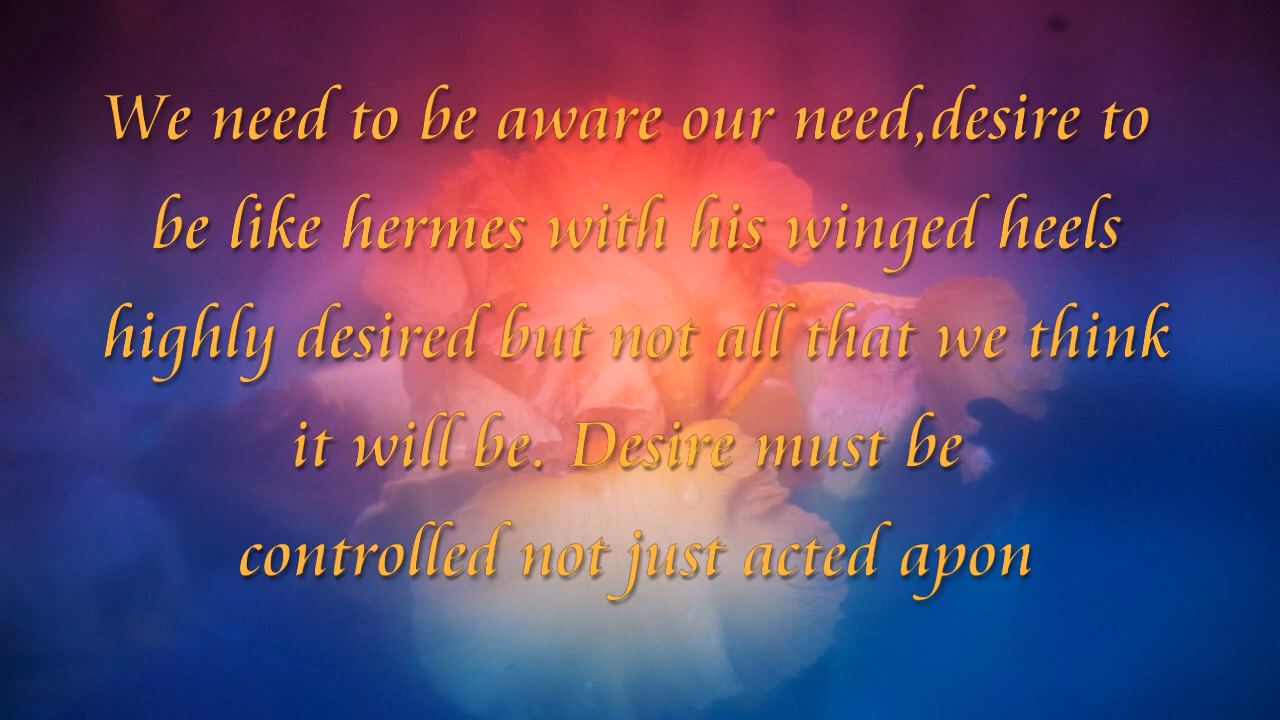 We need to be aware our need,desire to
be like hermes with his winged heels
highly desired but not all that we think
it will be. Desire must be
controlled not just acted apon